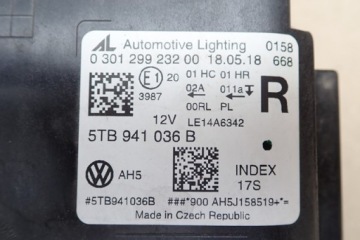 AL Automotive Lighting 0158
0 301 299 232 00 18.05.18 668
E1 20 01 HC 01 HR
3987 02A 011a
00RL PL R
12V LE14A6342
5TB 941 036 B
VW AH5 INDEX
17S
#5TB941036B ###*900 AH5J158519+*=
Made in Czech Republic